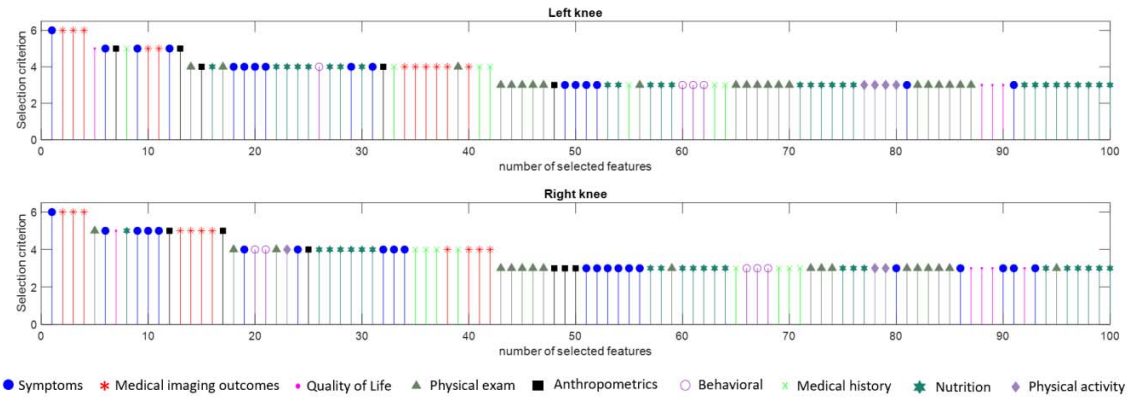 Left knee
Selection criterion
6
4
2
0
0 10 20 30 40 50 60 70 80 90 100
number of selected features
Right knee
Selection criterion
6
4
2
0
0 10 20 30 40 50 60 70 80 90 100
number of selected features
Symptoms Medical imaging outcomes Quality of Life Physical exam Anthropometrics Behavioral Medical history Nutrition Physical activity